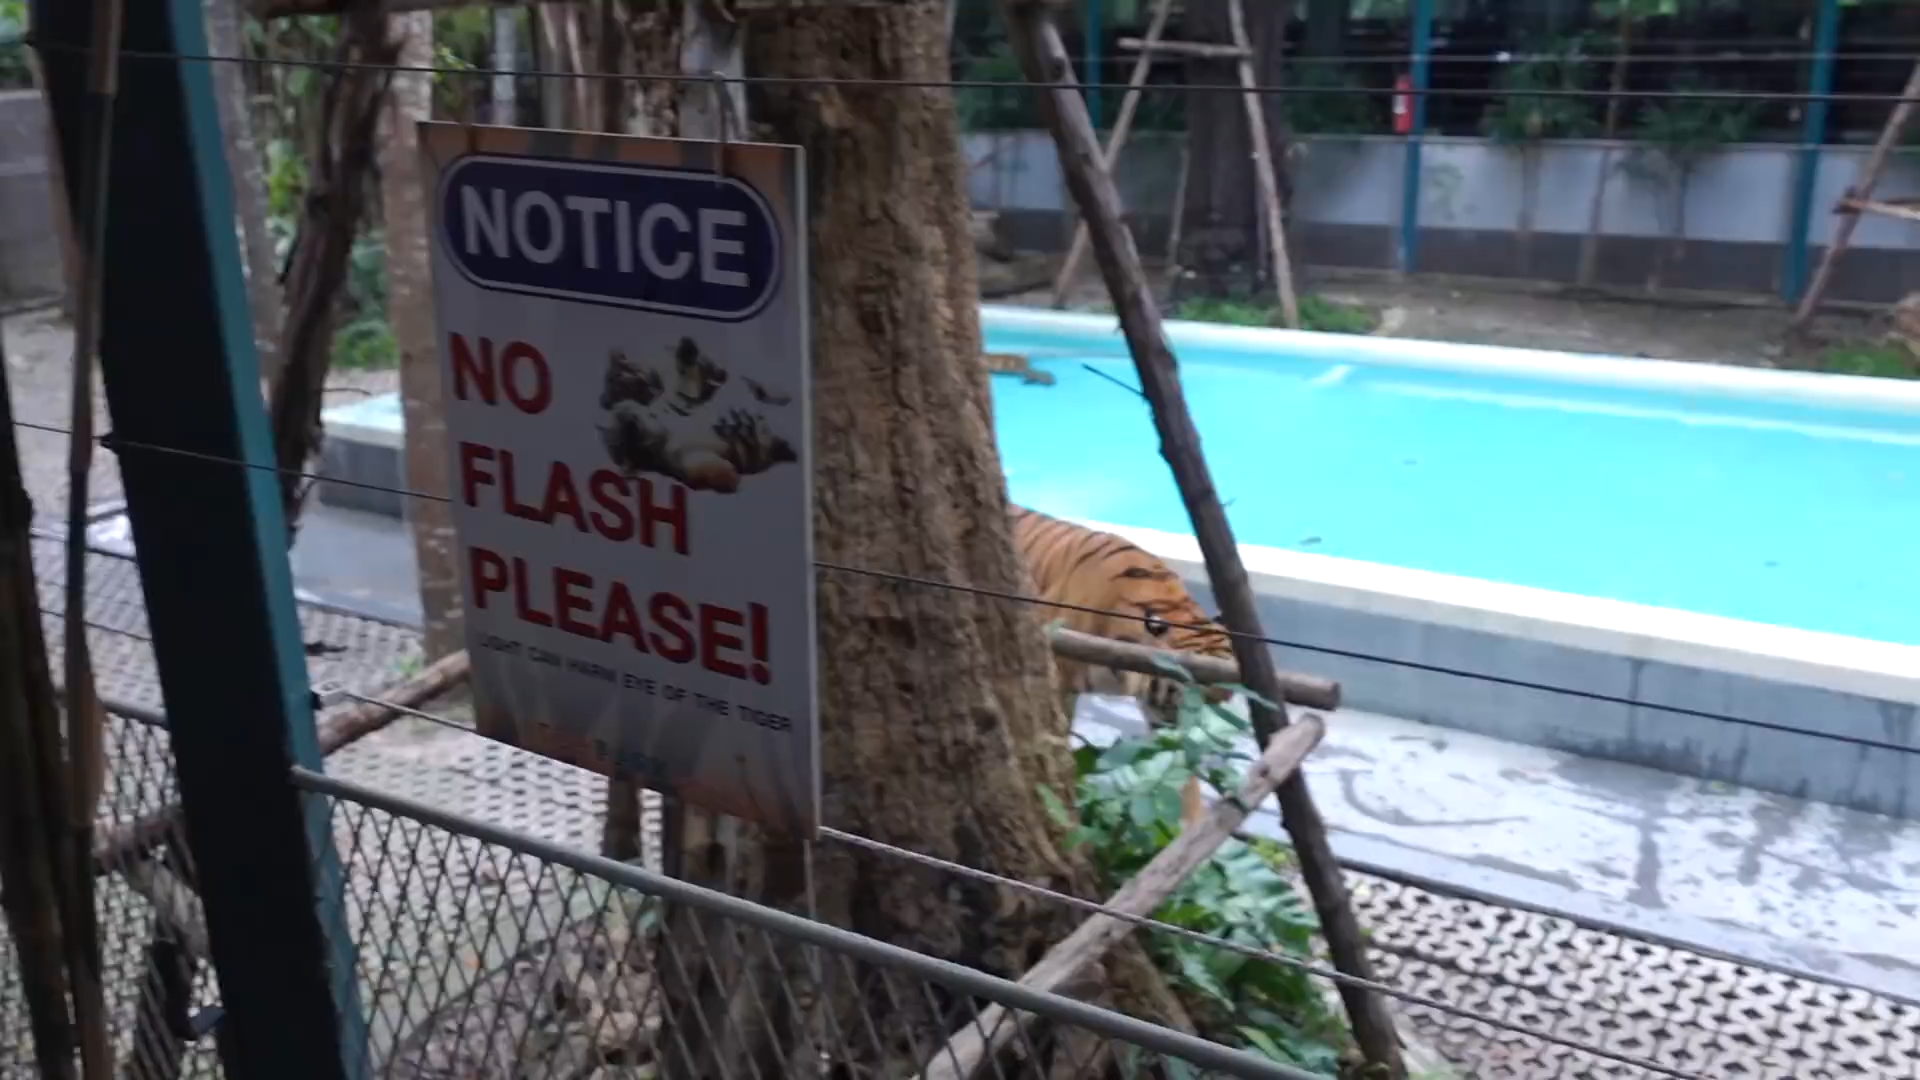 NOTICE
NO
FLASH
PLEASE!
LIGHT CAN HARM EYE OF THE TIGER